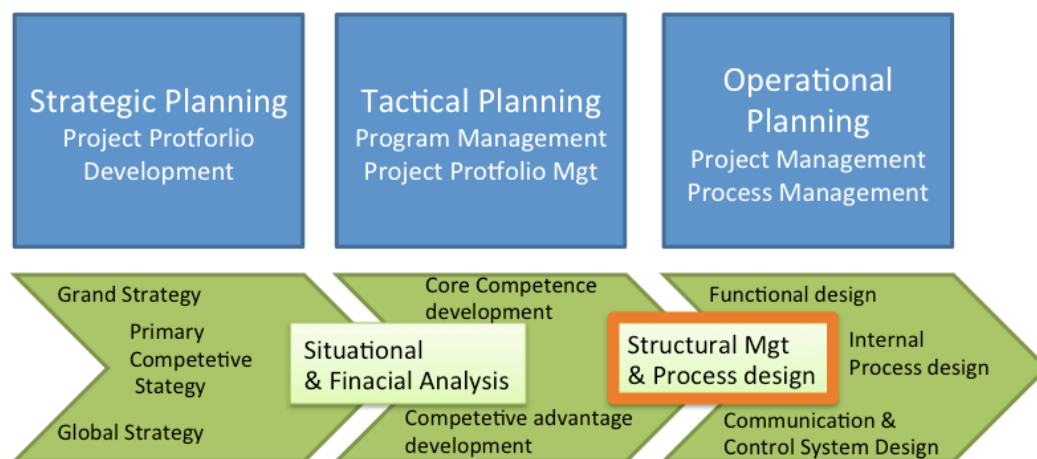 Strategic Planning
Project Protforlio
Development
Tactical Planning
Program Management
Project Protfolio Mgt
Operational
Planning
Project Management
Process Management
Grand Strategy
Primary
Competetive
Stategy
Global Strategy
Situational
& Finacial Analysis
Core Competence
development
Competetive advantage
development
Structural Mgt
& Process design
Functional design
Internal
Process design
Communication &
Control System Design